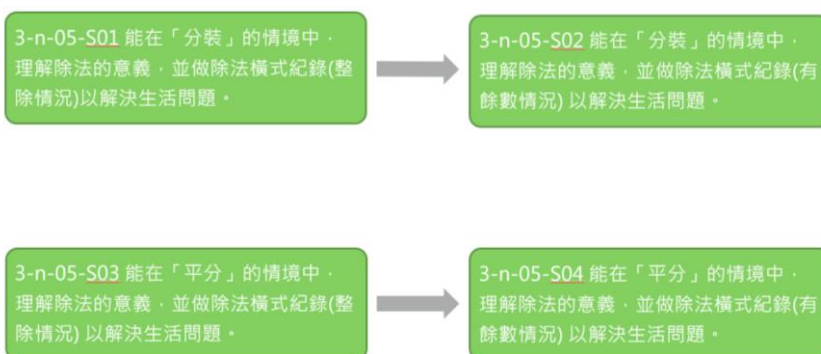 3-n-05-S01 能在「分裝」的情境中，
理解除法的意義，並做除法橫式紀錄(整
除情況)以解決生活問題。
3-n-05-S02 能在「分裝」的情境中，
理解除法的意義，並做除法橫式紀錄(有
餘數情況) 以解決生活問題。
3-n-05-S03 能在「平分」的情境中，
理解除法的意義，並做除法橫式紀錄(整
除情況) 以解決生活問題。
3-n-05-S04 能在「平分」的情境中，
理解除法的意義，並做除法橫式紀錄(有
餘數情況) 以解決生活問題。